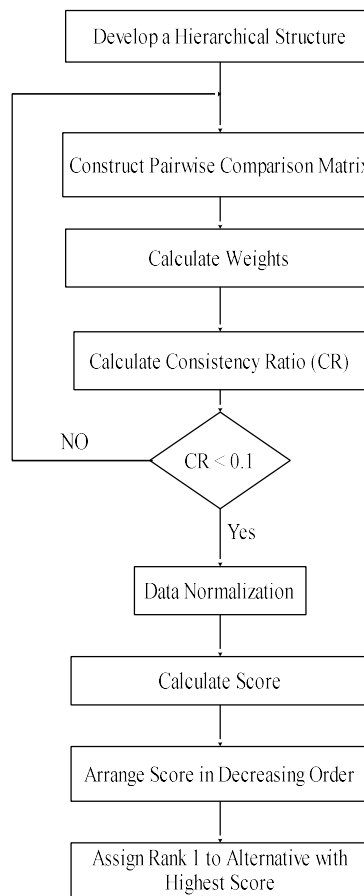 Develop a Hierarchical Structure
Construct Pairwise Comparison Matrix
Calculate Weights
Calculate Consistency Ratio (CR)
NO
CR < 0.1
Yes
Data Normalization
Calculate Score
Arrange Score in Decreasing Order
Assign Rank 1 to Alternative with
Highest Score